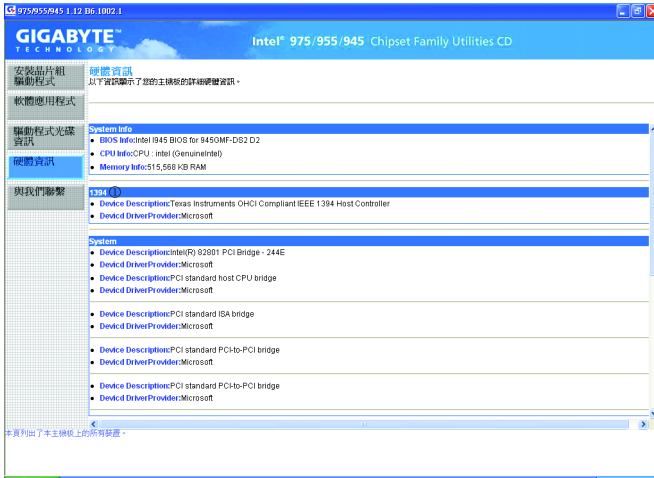 975/955/945 1.12 B6.1002.1
GIGABYTE™
TECHNOLOGY
Intel® 975/955/945 Chipset Family Utilities CD
安裝晶片組
驅動程式
軟體應用程式
驅動程式光碟
資訊
硬體資訊
與我們聯繫
硬體資訊
以下資訊顯示了您的主機板的詳細硬體資訊。
System Info
• BIOS Info:Intel I945 BIOS for 945GMF-DS2 D2
• CPU Info:CPU : intel (GenuineIntel)
• Memory Info:515,568 KB RAM
1394 ①
• Device Description:Texas Instruments OHCI Compliant IEEE 1394 Host Controller
• Devicd DriverProvider:Microsoft
System
• Device Description:Intel(R) 82801 PCI Bridge - 244E
• Devicd DriverProvider:Microsoft
• Device Description:PCI standard host CPU bridge
• Devicd DriverProvider:Microsoft
• Device Description:PCI standard ISA bridge
• Devicd DriverProvider:Microsoft
• Device Description:PCI standard PCI-to-PCI bridge
• Devicd DriverProvider:Microsoft
• Device Description:PCI standard PCI-to-PCI bridge
• Devicd DriverProvider:Microsoft
本頁列出了本主機板上的所有裝置。